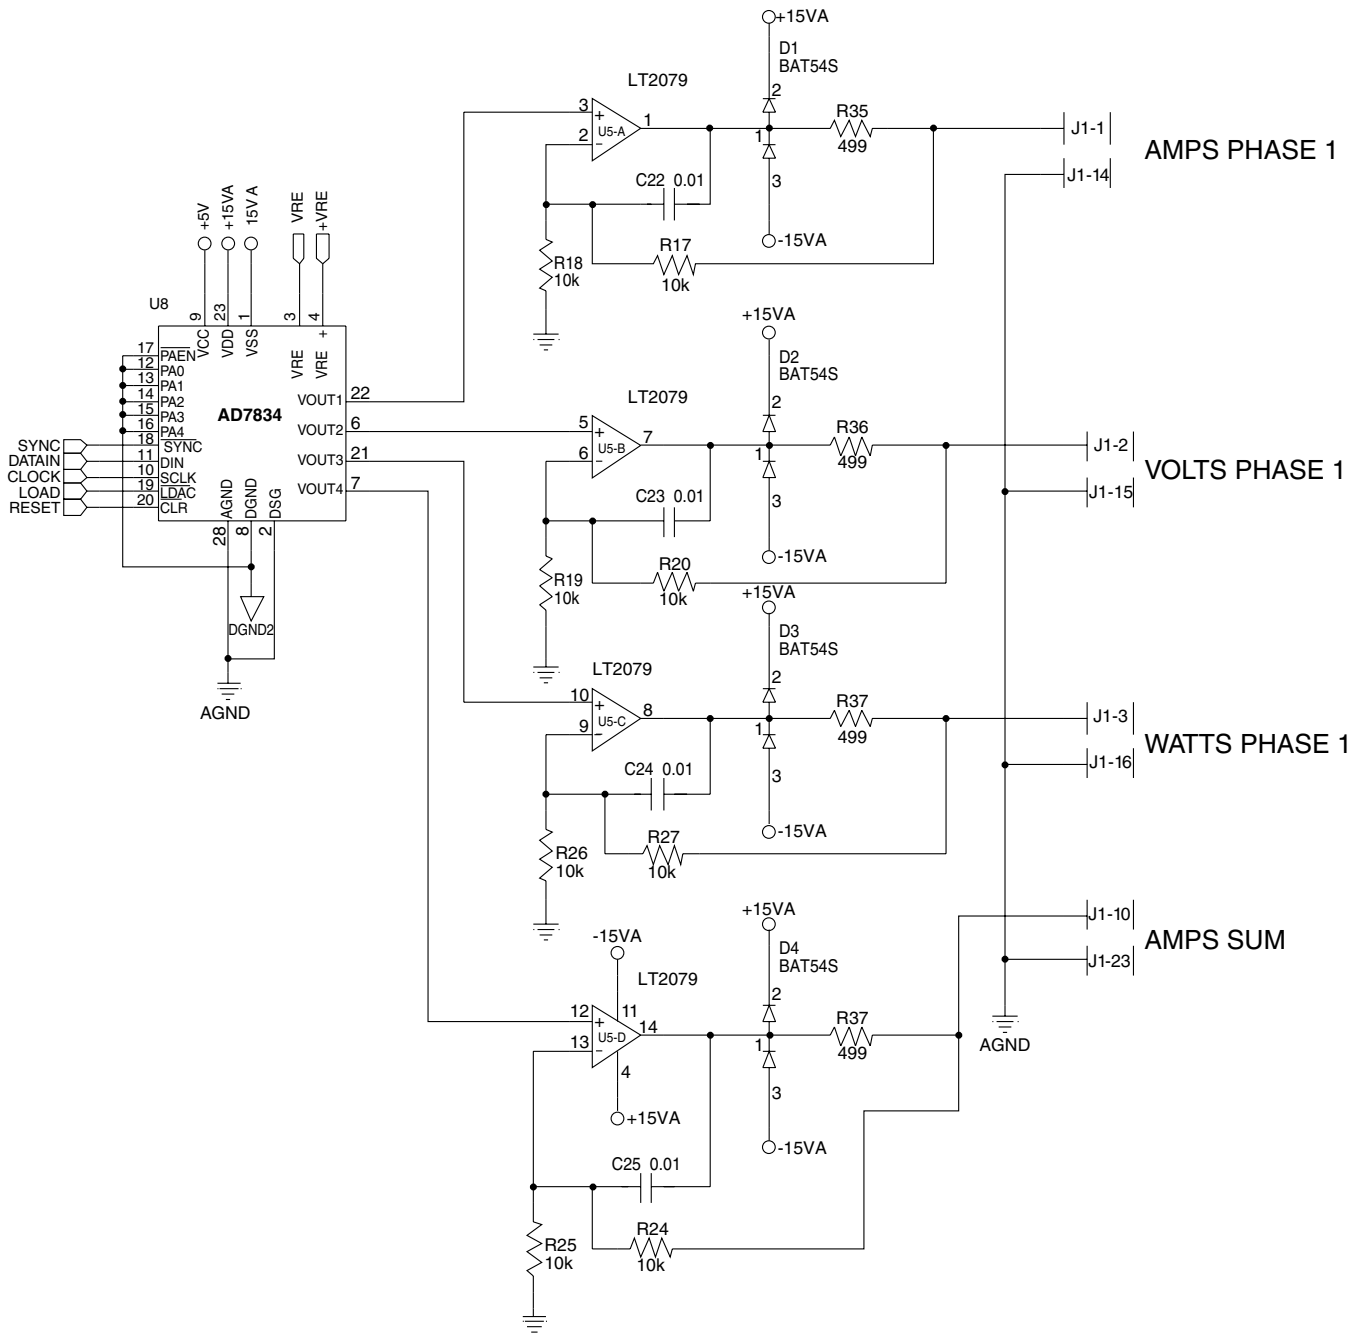 +15VA
D1
BAT54S
LT2079
2
3
+
U5-A
1
2
-
R35
499
1
3
J1-1
AMPS PHASE 1
J1-14
C22 0.01
-15VA
R17
10k
R18
10k
+5V
+15VA
15V A
VRE
+VRE
U8
9
23
1
3
4
VCC
VDD
VSS
VRE
VRE +
17 PAEN
12 PA0
13 PA1
14 PA2
15 PA3
16 PA4
SYNC 18 SYNC
DATAIN 11 DIN
CLOCK 10 SCLK
LOAD 19 LDAC
RESET 20 CLR
AD7834
VOUT1 22
VOUT2 6
VOUT3 21
VOUT4 7
AGND
DGND
DSG
28
8
2
DGND2
AGND
+15VA
D2
BAT54S
LT2079
2
5
+
U5-B
7
6
-
R36
499
1
3
J1-2
VOLTS PHASE 1
J1-15
C23 0.01
-15VA
R20
10k
R19
10k
+15VA
D3
BAT54S
LT2079
2
10
+
U5-C
8
9
-
R37
499
1
3
J1-3
WATTS PHASE 1
J1-16
C24 0.01
-15VA
R27
10k
R26
10k
+15VA
D4
BAT54S
-15VA
LT2079
2
11
12
+
U5-D
14
13
-
4
+15VA
R37
499
1
3
J1-10
AMPS SUM
J1-23
AGND
-15VA
C25 0.01
R24
10k
R25
10k